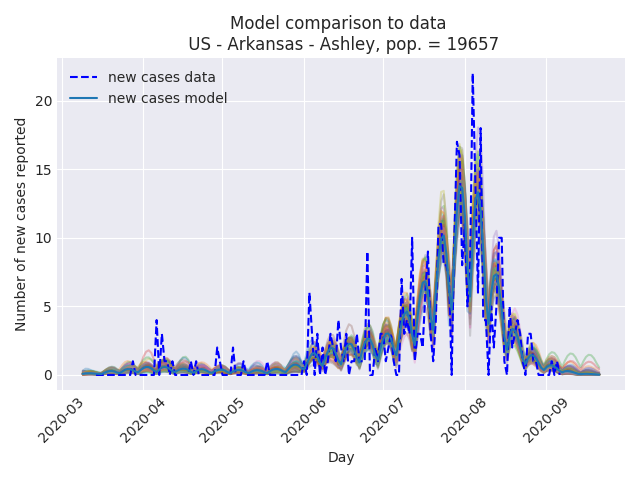 Model comparison to data
US - Arkansas - Ashley, pop. = 19657
new cases data
new cases model
Number of new cases reported
20
15
10
5
0
2020-03
2020-04
2020-05
2020-06
2020-07
2020-08
2020-09
Day